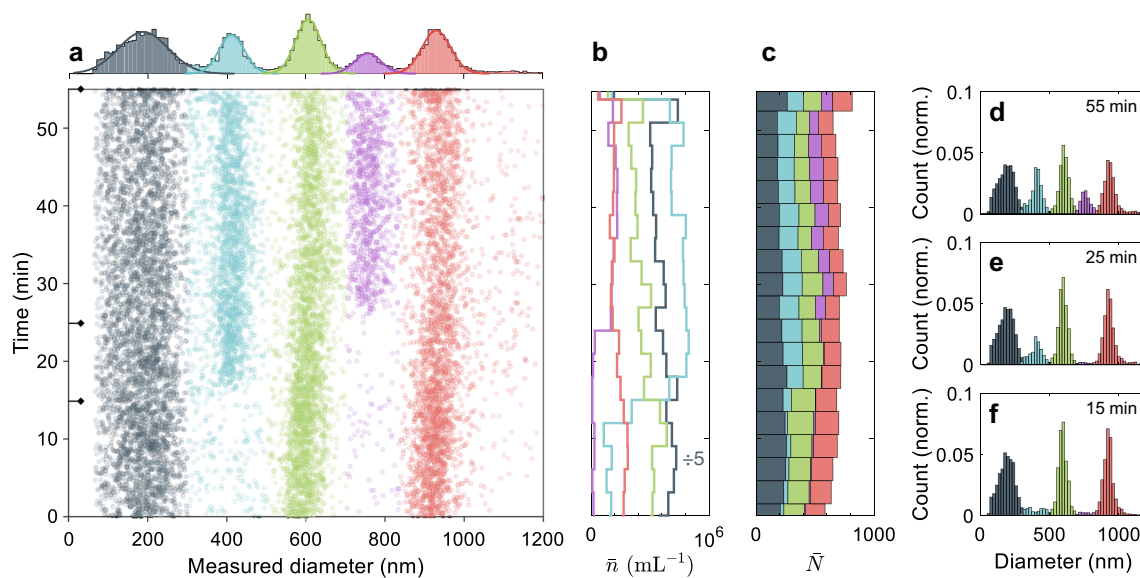 a
b
c
Time (min)
50
40
30
20
10
0
0
200
400
600
800
1000
1200
Measured diameter (nm)
÷5
0
10⁶
n̄ (mL⁻¹)
0
1000
N̄
d
55 min
Count (norm.)
0.1
0.05
0
e
25 min
Count (norm.)
0.1
0.05
0
f
15 min
Count (norm.)
0.1
0.05
0
0
500
1000
Diameter (nm)